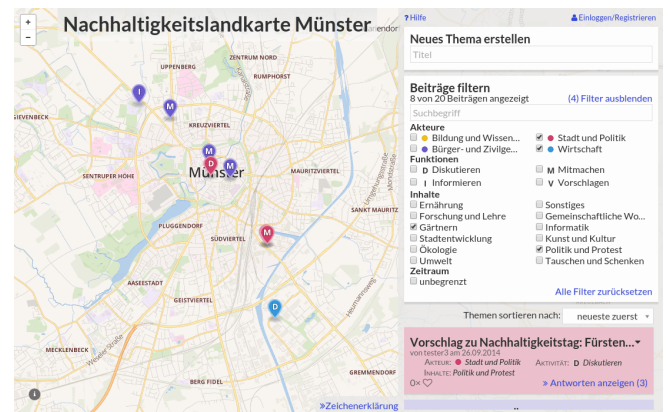 Nachhaltigkeitslandkarte Münster
+
−
ZENTRUM NORD
UPPENBERG
RUMPHORST
I
M
KREUZVIERTEL
M
D
M
Münster
MAURITZVIERTEL
SENTRUPER HÖHE
SANKT MAURITZ
PLUGGENDORF
SÜDVIERTEL
M
AASEESTADT
GEISTVIERTEL
D
MECKLENBECK
Weseler Straße
BERG FIDEL
GREMMENDORF
»Zeichenerklärung
? Hilfe
Einloggen/Registrieren
Neues Thema erstellen
Titel
Beiträge filtern
8 von 20 Beiträgen angezeigt (4) Filter ausblenden
Suchbegriff
Akteure
Bildung und Wissen... Stadt und Politik
Bürger- und Zivilge... Wirtschaft
Funktionen
D Diskutieren M Mitmachen
I Informieren V Vorschlagen
Inhalte
Ernährung Sonstiges
Forschung und Lehre Gemeinschaftliche Wo...
Gärtnern Informatik
Stadtentwicklung Kunst und Kultur
Ökologie Politik und Protest
Umwelt Tauschen und Schenken
Zeitraum
unbegrenzt
Alle Filter zurücksetzen
Themen sortieren nach: neueste zuerst
Vorschlag zu Nachhaltigkeitstag: Fürsten...
von tester3 am 26.09.2014
AKTEUR: Stadt und Politik AKTIVITÄT: D Diskutieren
INHALTE: Politik und Protest
0× » Antworten anzeigen (3)